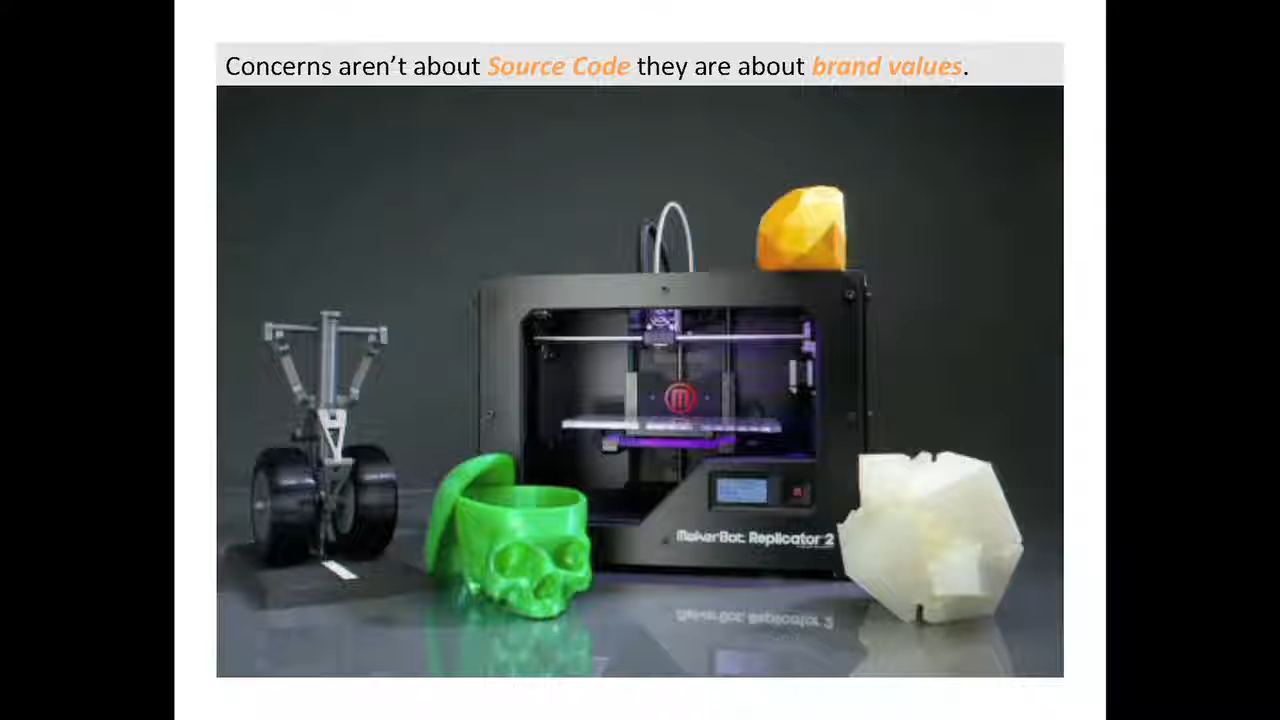 Concerns aren't about Source Code they are about brand values.
M
MakerBot Replicator 2